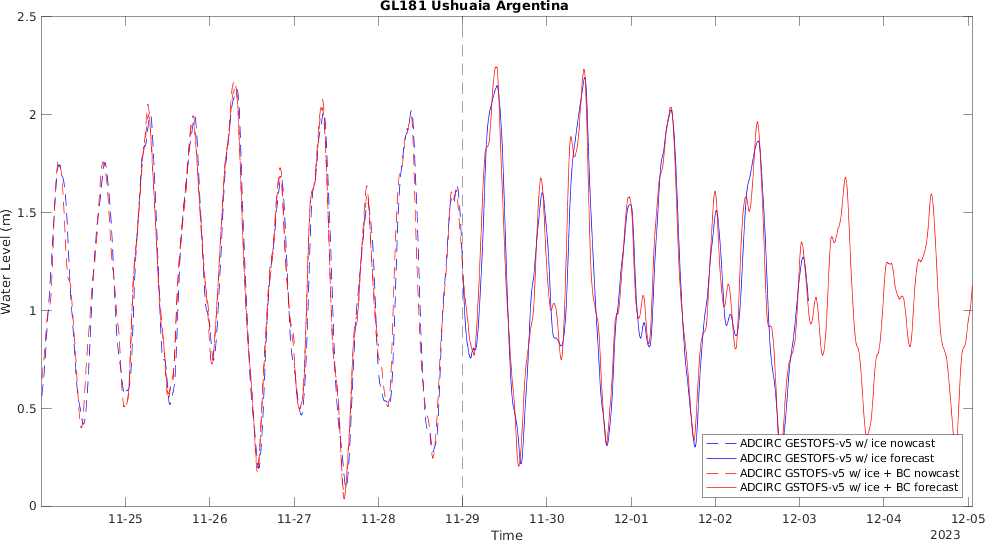 GL181 Ushuaia Argentina
2.5
2
1.5
1
0.5
0
Water Level (m)
11-25
11-26
11-27
11-28
11-29
11-30
12-01
12-02
12-03
12-04
12-05
Time
2023
ADCIRC GESTOFS-v5 w/ ice nowcast
ADCIRC GESTOFS-v5 w/ ice forecast
ADCIRC GSTOFS-v5 w/ ice + BC nowcast
ADCIRC GSTOFS-v5 w/ ice + BC forecast